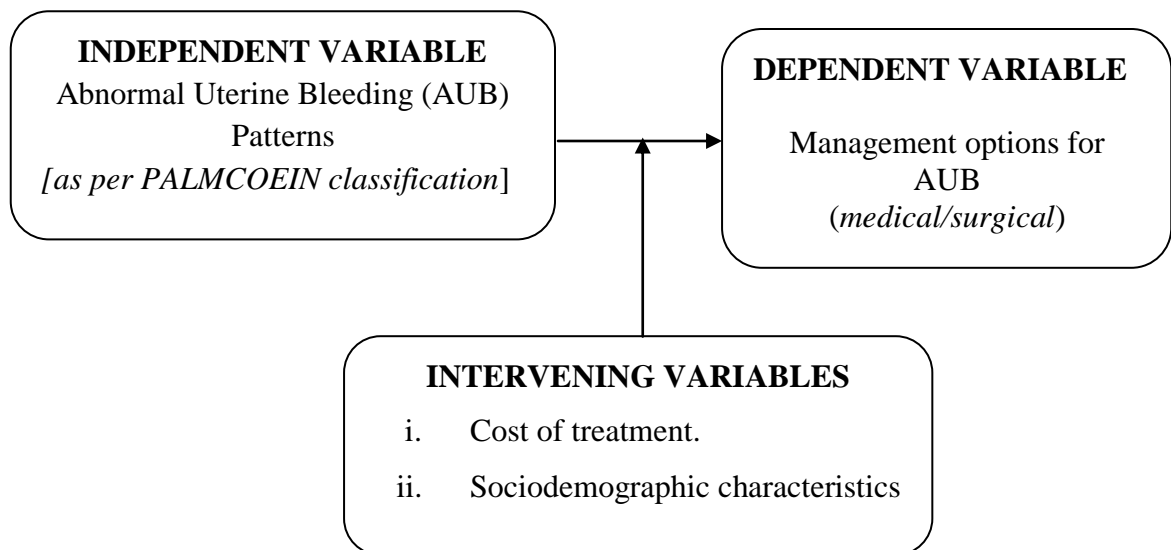 INDEPENDENT VARIABLE
Abnormal Uterine Bleeding (AUB)
Patterns
[as per PALMCOEIN classification]
DEPENDENT VARIABLE
Management options for
AUB
(medical/surgical)
INTERVENING VARIABLES
i. Cost of treatment.
ii. Sociodemographic characteristics